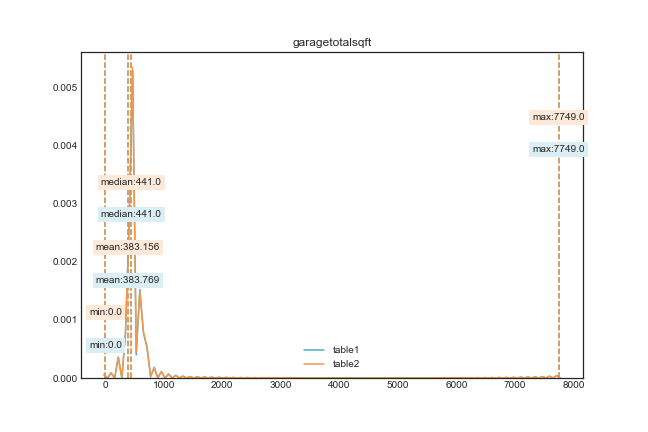 garagetotalsqft
0.005
0.004
0.003
0.002
0.001
0.000
max:7749.0
max:7749.0
median:441.0
median:441.0
mean:383.156
mean:383.769
min:0.0
min:0.0
table1
table2
0 1000 2000 3000 4000 5000 6000 7000 8000